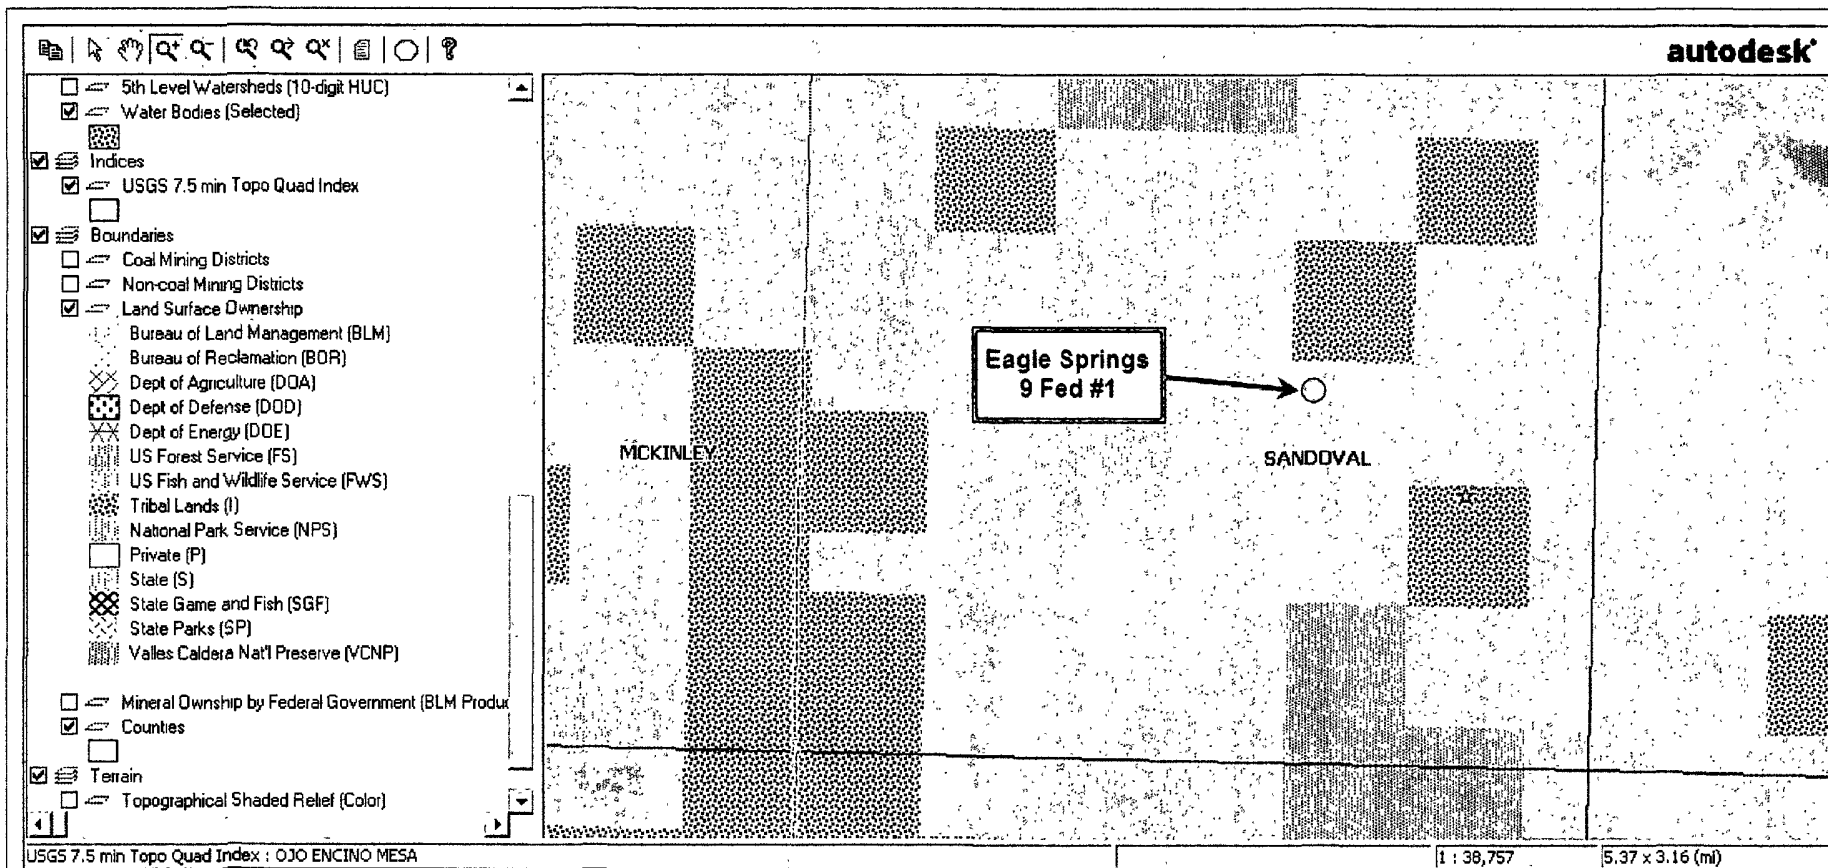 autodesk
5th Level Watersheds (10-digit HUC)
Water Bodies (Selected)
Indices
USGS 7.5 min Topo Quad Index
Boundaries
Coal Mining Districts
Non-coal Mining Districts
Land Surface Ownership
Bureau of Land Management (BLM)
Bureau of Reclamation (BOR)
Dept of Agriculture (DOA)
Dept of Defense (DOD)
Dept of Energy (DOE)
US Forest Service (FS)
US Fish and Wildlife Service (FWS)
Tribal Lands (I)
National Park Service (NPS)
Private (P)
State (S)
State Game and Fish (SGF)
State Parks (SP)
Valles Caldera Nat'l Preserve (VCNP)
Mineral Ownship by Federal Government (BLM Produ
Counties
Terrain
Topographical Shaded Relief (Color)
Eagle Springs
9 Fed #1
MCKINLEY
SANDOVAL
USGS 7.5 min Topo Quad Index : OJO ENCINO MESA
1 : 38,757
5.37 x 3.16 (mi)